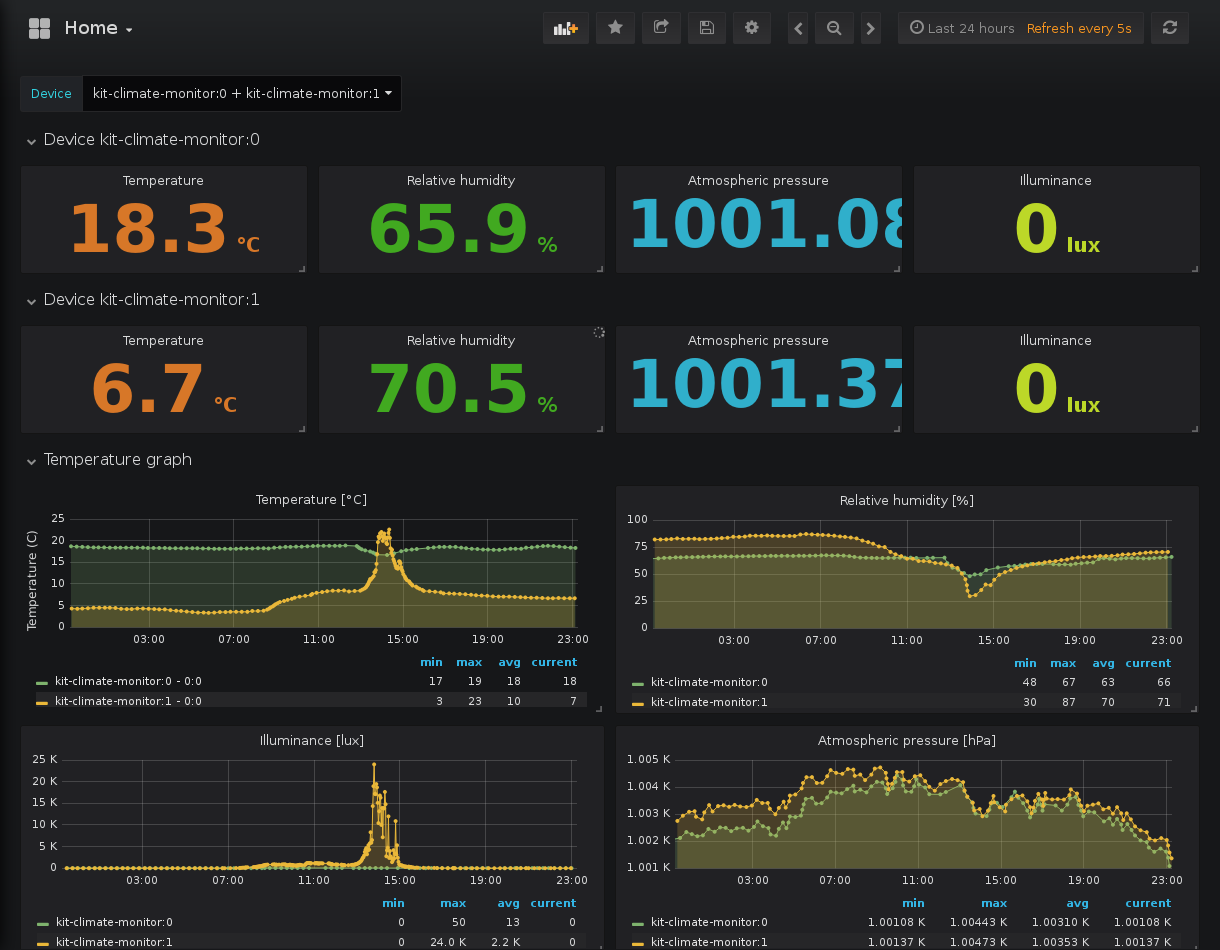 Home
Last 24 hours Refresh every 5s
Device kit-climate-monitor:0 + kit-climate-monitor:1
Device kit-climate-monitor:0
Temperature Relative humidity Atmospheric pressure Illuminance
18.3 °C 65.9 % 1001.08 0 lux
Device kit-climate-monitor:1
Temperature Relative humidity Atmospheric pressure Illuminance
6.7 °C 70.5 % 1001.37 0 lux
Temperature graph
Temperature [°C]
Temperature (C)
25
20
15
10
5
0
03:00 07:00 11:00 15:00 19:00 23:00
min max avg current
kit-climate-monitor:0 - 0:0 17 19 18 18
kit-climate-monitor:1 - 0:0 3 23 10 7
Relative humidity [%]
100
75
50
25
0
03:00 07:00 11:00 15:00 19:00 23:00
min max avg current
kit-climate-monitor:0 48 67 63 66
kit-climate-monitor:1 30 87 70 71
Illuminance [lux]
25 K
20 K
15 K
10 K
5 K
0
03:00 07:00 11:00 15:00 19:00 23:00
min max avg current
kit-climate-monitor:0 0 50 13 0
kit-climate-monitor:1 0 24.0 K 2.2 K 0
Atmospheric pressure [hPa]
1.005 K
1.004 K
1.003 K
1.002 K
1.001 K
03:00 07:00 11:00 15:00 19:00 23:00
min max avg current
kit-climate-monitor:0 1.00108 K 1.00443 K 1.00310 K 1.00108 K
kit-climate-monitor:1 1.00137 K 1.00473 K 1.00353 K 1.00137 K